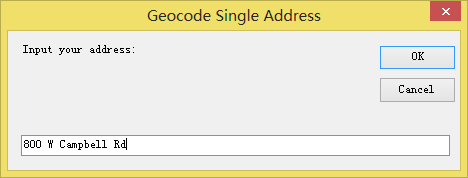 Geocode Single Address
Input your address:
OK
Cancel
800 W Campbell Rd